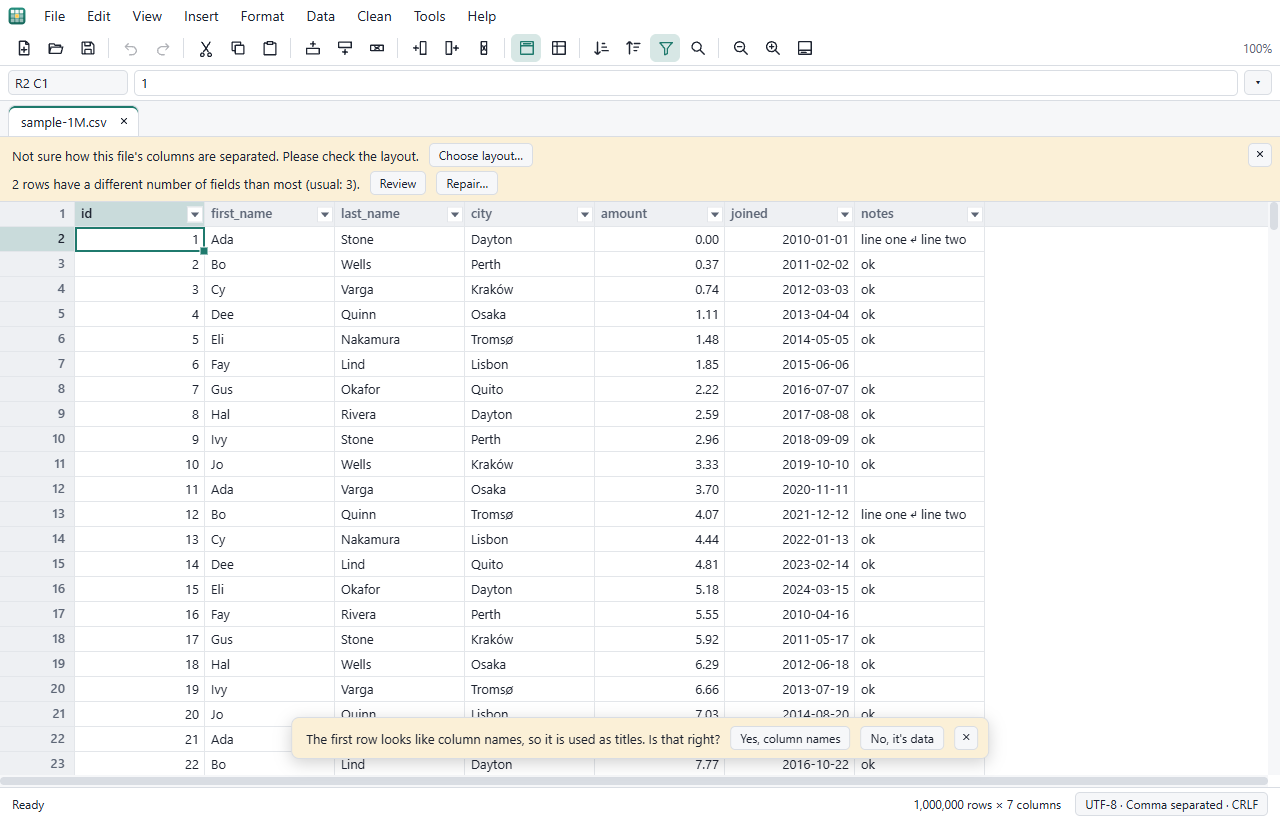 File Edit View Insert Format Data Clean Tools Help
100%
R2 C1 1
sample-1M.csv ×
Not sure how this file's columns are separated. Please check the layout. Choose layout... ×
2 rows have a different number of fields than most (usual: 3). Review Repair...
1 id first_name last_name city amount joined notes
2 1 Ada Stone Dayton 0.00 2010-01-01 line one ↵ line two
3 2 Bo Wells Perth 0.37 2011-02-02 ok
4 3 Cy Varga Kraków 0.74 2012-03-03 ok
5 4 Dee Quinn Osaka 1.11 2013-04-04 ok
6 5 Eli Nakamura Tromsø 1.48 2014-05-05 ok
7 6 Fay Lind Lisbon 1.85 2015-06-06
8 7 Gus Okafor Quito 2.22 2016-07-07 ok
9 8 Hal Rivera Dayton 2.59 2017-08-08 ok
10 9 Ivy Stone Perth 2.96 2018-09-09 ok
11 10 Jo Wells Kraków 3.33 2019-10-10 ok
12 11 Ada Varga Osaka 3.70 2020-11-11
13 12 Bo Quinn Tromsø 4.07 2021-12-12 line one ↵ line two
14 13 Cy Nakamura Lisbon 4.44 2022-01-13 ok
15 14 Dee Lind Quito 4.81 2023-02-14 ok
16 15 Eli Okafor Dayton 5.18 2024-03-15 ok
17 16 Fay Rivera Perth 5.55 2010-04-16
18 17 Gus Stone Kraków 5.92 2011-05-17 ok
19 18 Hal Wells Osaka 6.29 2012-06-18 ok
20 19 Ivy Varga Tromsø 6.66 2013-07-19 ok
21 20 Jo Quinn Lisbon 7.03 2014-08-20 ok
22 21 Ada
The first row looks like column names, so it is used as titles. Is that right? Yes, column names No, it's data ×
23 22 Bo Lind Dayton 7.77 2016-10-22 ok
Ready 1,000,000 rows × 7 columns UTF-8 · Comma separated · CRLF